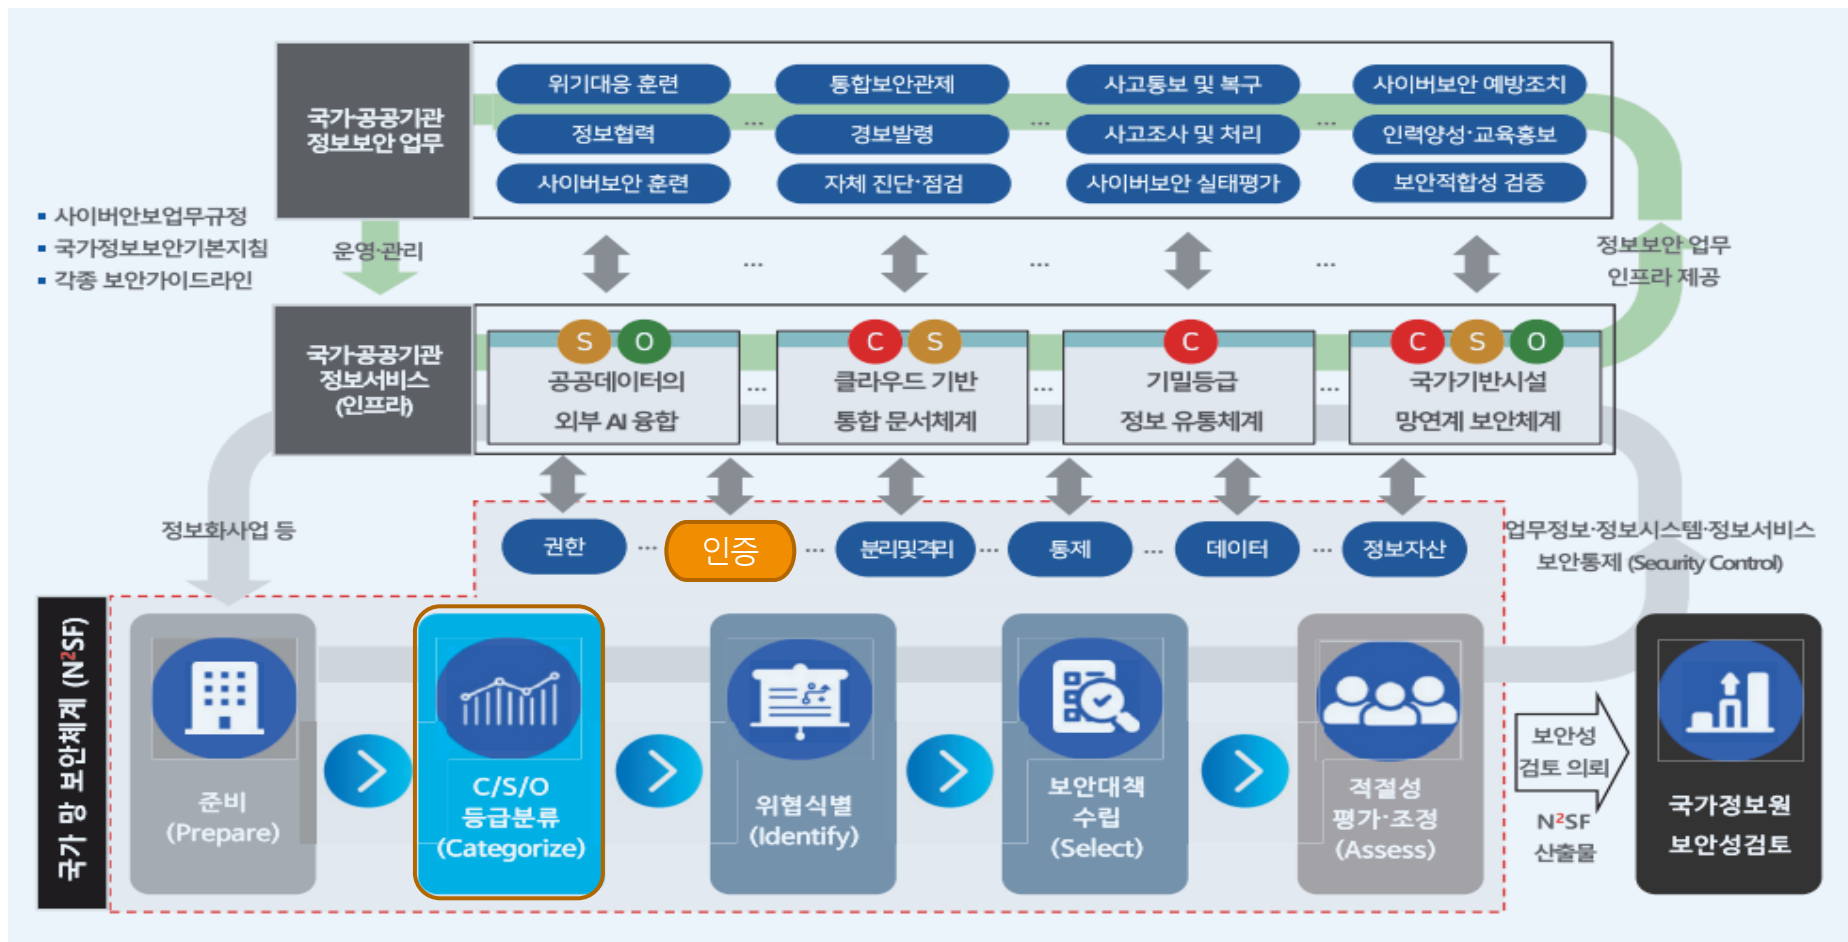 국가·공공기관
정보보안 업무
위기대응 훈련
통합보안관제
사고통보 및 복구
사이버보안 예방조치
...
...
...
정보협력
경보발령
사고조사 및 처리
인력양성·교육홍보
사이버보안 훈련
자체 진단·점검
사이버보안 실태평가
보안적합성 검증
▪ 사이버안보업무규정
▪ 국가정보보안기본지침
▪ 각종 보안가이드라인
운영·관리
...
...
...
정보보안 업무
인프라 제공
국가·공공기관
정보서비스
(인프라)
S O
공공데이터의
외부 AI 융합
...
C S
클라우드 기반
통합 문서체계
...
C
기밀등급
정보 유통체계
...
C S O
국가기반시설
망연계 보안체계
정보화사업 등
권한 ... 인증 ... 분리및격리 ... 통제 ... 데이터 ... 정보자산
업무정보·정보시스템·정보서비스
보안통제 (Security Control)
국가 망 보안체계 (N²SF)
준비
(Prepare)
C/S/O
등급분류
(Categorize)
위협식별
(Identify)
보안대책
수립
(Select)
적절성
평가·조정
(Assess)
보안성
검토 의뢰
N²SF
산출물
국가정보원
보안성검토